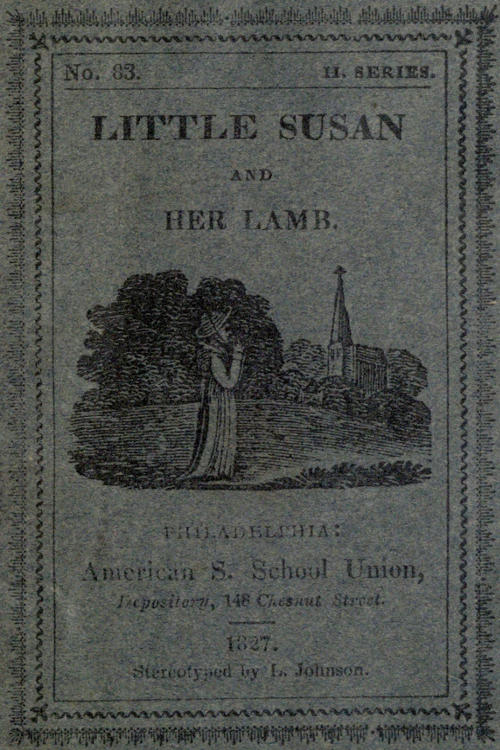 No. 83. II. SERIES.
LITTLE SUSAN
AND
HER LAMB.
PHILADELPHIA:
American S. School Union,
Depository, 148 Chesnut Street.
1827.
Stereotyped by L. Johnson.